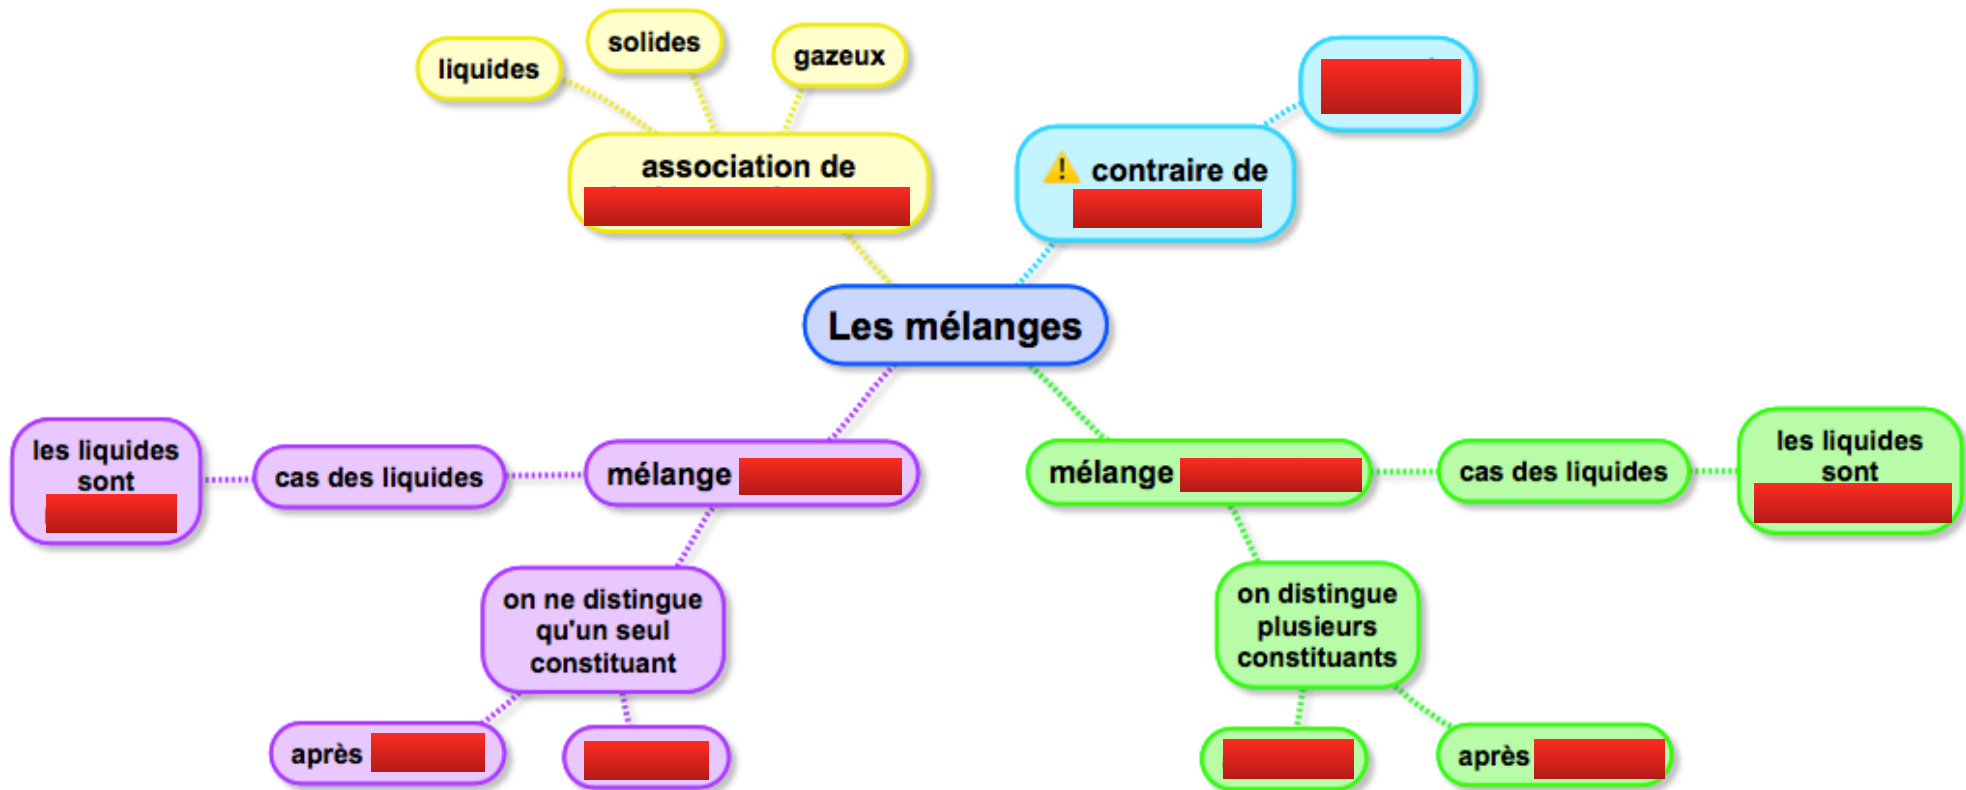 liquides
solides
gazeux
association de
contraire de
Les mélanges
les liquides
sont
cas des liquides
mélange
mélange
cas des liquides
les liquides
sont
on ne distingue
qu'un seul
constituant
on distingue
plusieurs
constituants
après
après